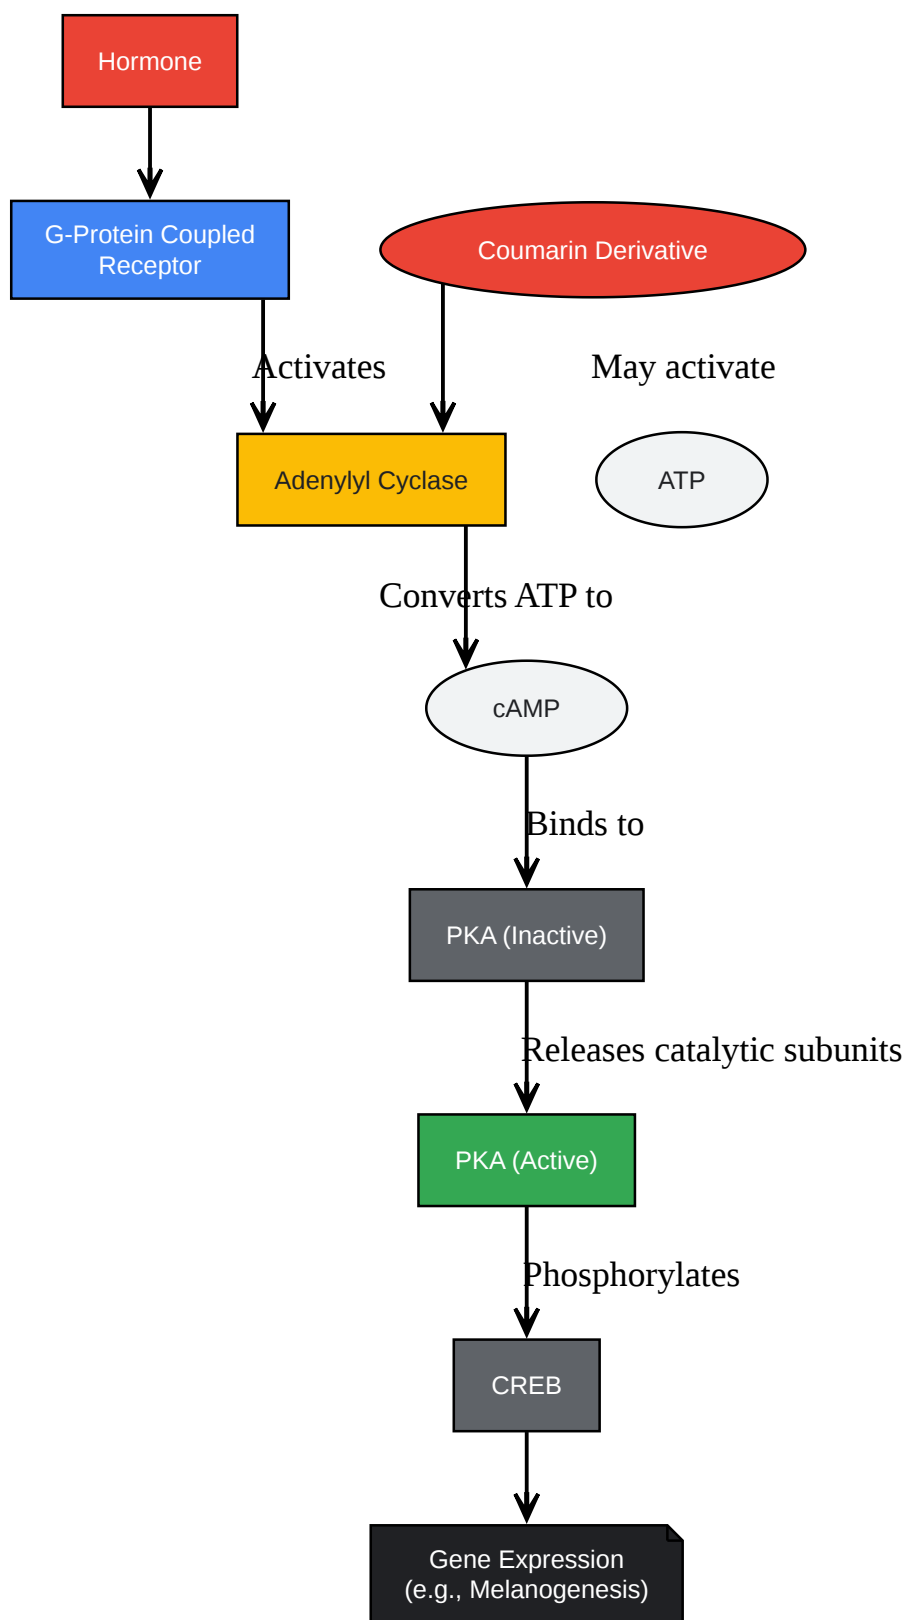 Hormone
G-Protein Coupled
Receptor
Coumarin Derivative
Activates
May activate
Adenylyl Cyclase
ATP
Converts ATP to
cAMP
Binds to
PKA (Inactive)
Releases catalytic subunits
PKA (Active)
Phosphorylates
CREB
Gene Expression
(e.g., Melanogenesis)